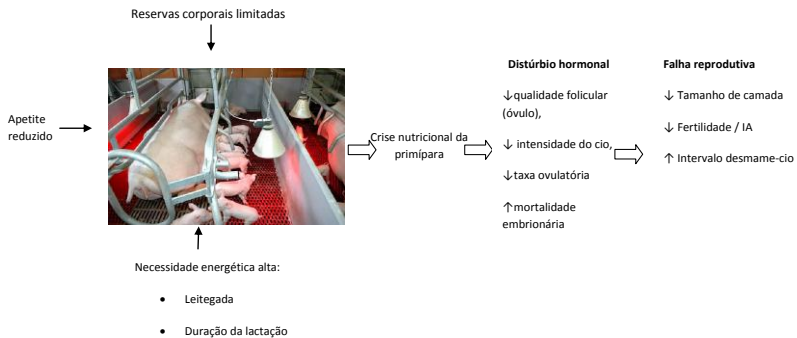 Reservas corporais limitadas
Apetite
reduzido
Necessidade energética alta:
• Leitegada
• Duração da lactação
Crise nutricional da
primípara
Distúrbio hormonal
↓qualidade folicular
(óvulo),
↓ intensidade do cio,
↓taxa ovulatória
↑mortalidade
embrionária
Falha reprodutiva
↓ Tamanho de camada
↓ Fertilidade / IA
↑ Intervalo desmame-cio